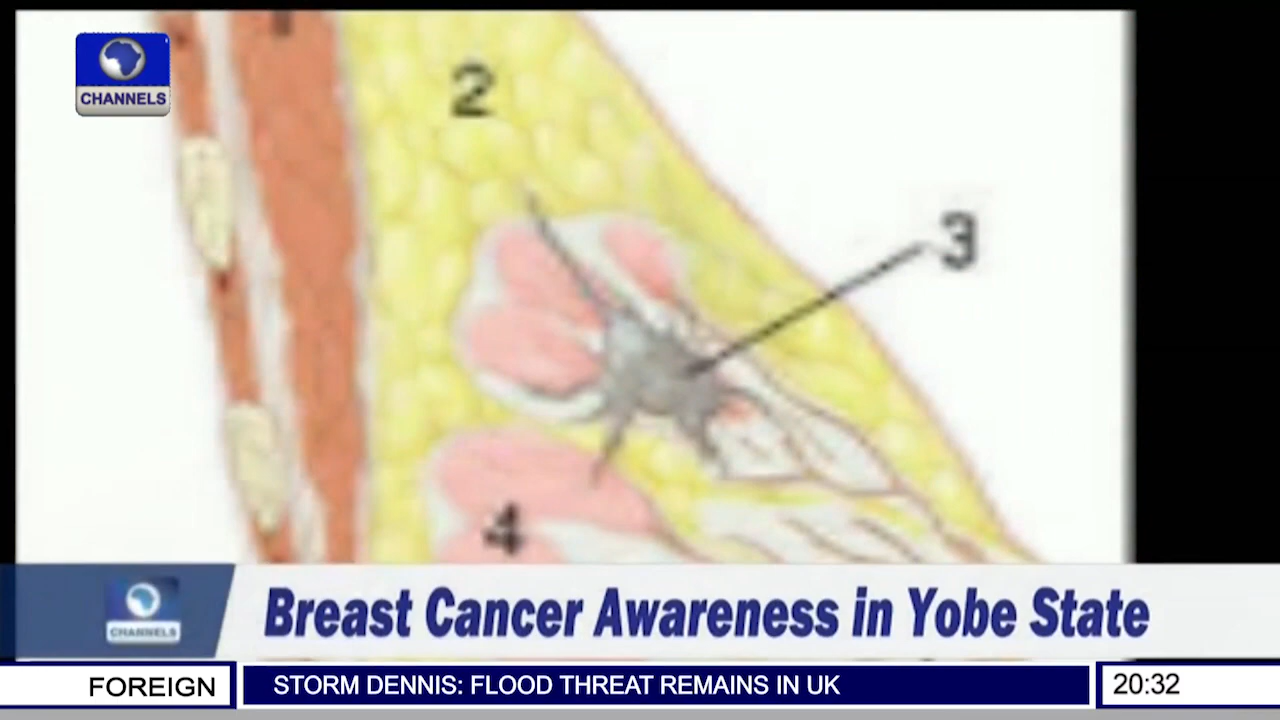 CHANNELS
2
3
4
CHANNELS
Breast Cancer Awareness in Yobe State
FOREIGN
STORM DENNIS: FLOOD THREAT REMAINS IN UK
20:32